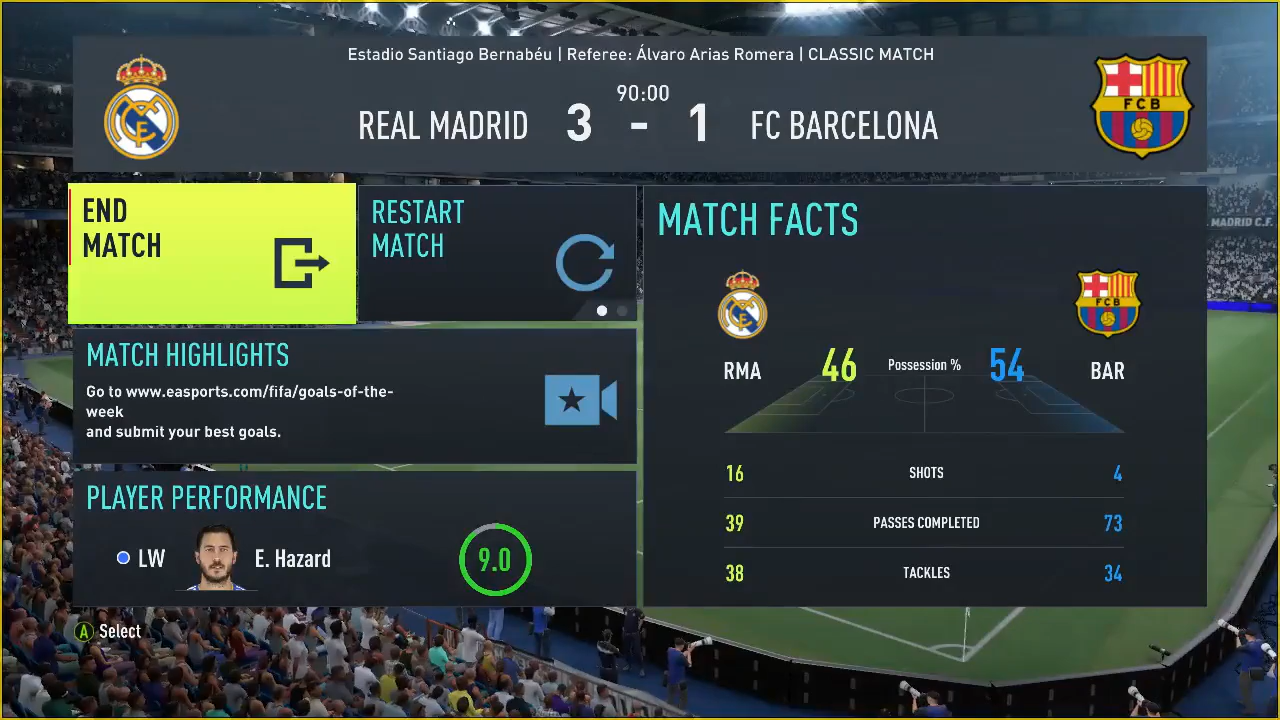 Estadio Santiago Bernabéu | Referee: Álvaro Arias Romera | CLASSIC MATCH
90:00
REAL MADRID 3 - 1 FC BARCELONA
FCB
END
MATCH
RESTART
MATCH
MATCH HIGHLIGHTS
Go to www.easports.com/fifa/goals-of-the-
week
and submit your best goals.
PLAYER PERFORMANCE
LW E. Hazard 9.0
MATCH FACTS
FCB
RMA 46 Possession % 54 BAR
16 SHOTS 4
39 PASSES COMPLETED 73
38 TACKLES 34
A Select
MADRID C.F.